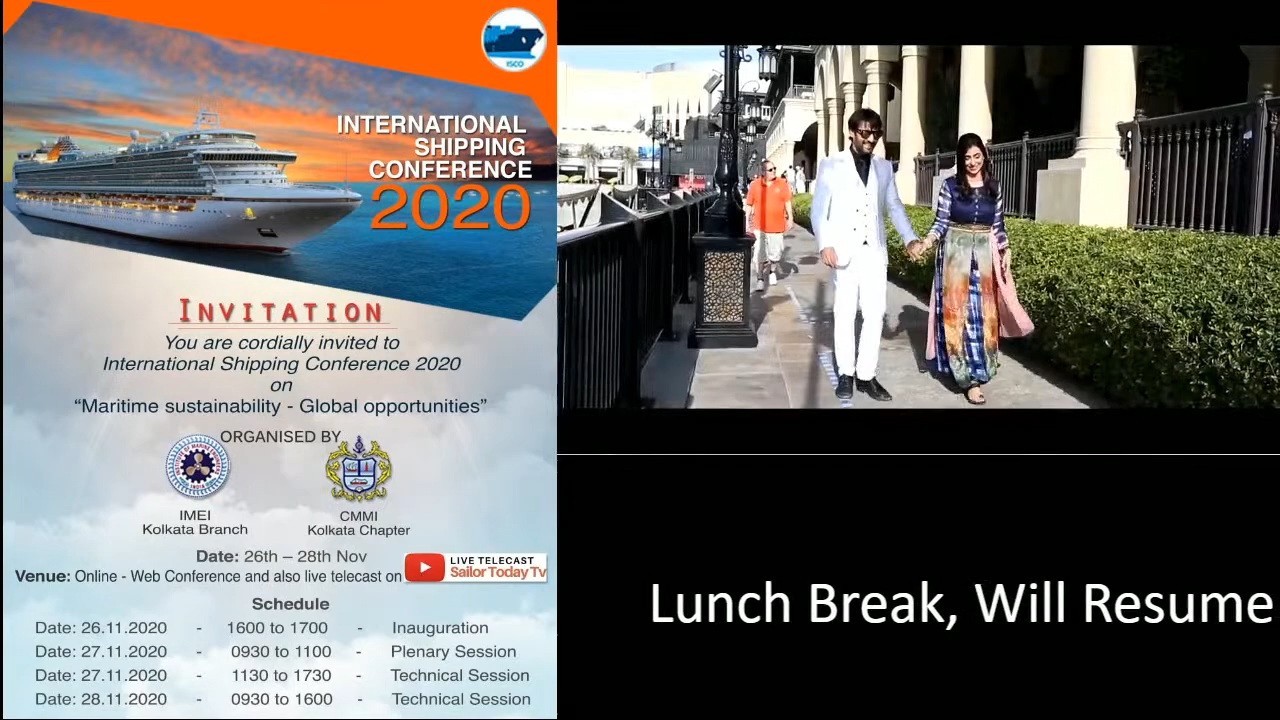 ISCO
INTERNATIONAL
SHIPPING
CONFERENCE
2020
INVITATION
You are cordially invited to
International Shipping Conference 2020
on
“Maritime sustainability - Global opportunities”
ORGANISED BY
IMEI
Kolkata Branch
CMMI
Kolkata Chapter
Date: 26th – 28th Nov
Venue: Online - Web Conference and also live telecast on
LIVE TELECAST
Sailor Today Tv
Schedule
Date: 26.11.2020 - 1600 to 1700 - Inauguration
Date: 27.11.2020 - 0930 to 1100 - Plenary Session
Date: 27.11.2020 - 1130 to 1730 - Technical Session
Date: 28.11.2020 - 0930 to 1600 - Technical Session
Lunch Break, Will Resume